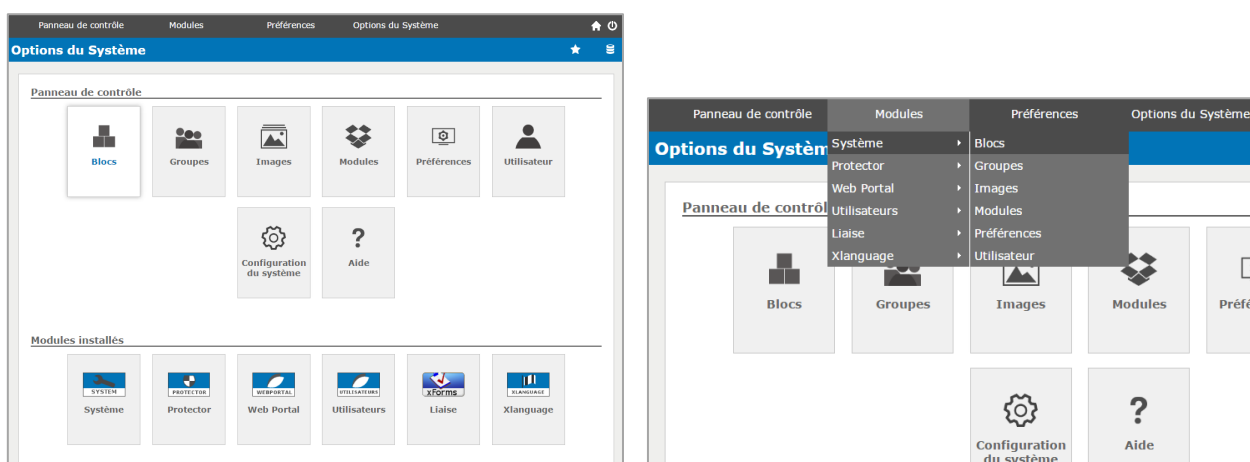 Panneau de contrôle Modules Préférences Options du Système
Options du Système
Panneau de contrôle
Blocs Groupes Images Modules Préférences Utilisateur
Configuration du système
Aide
Modules installés
SYSTEM PROTECTOR WEBPORTAL UTILISATEURS xForms XLANGUAGE
Système Protector Web Portal Utilisateurs Liaise Xlanguage
Panneau de contrôle Modules Préférences Options du Système
Options du Systèm
Système Blocs
Protector Groupes
Web Portal Images
Utilisateurs Modules
Liaise Préférences
Xlanguage Utilisateur
Panneau de contrôl
Blocs Groupes Images Modules Préfé
Configuration du système
Aide